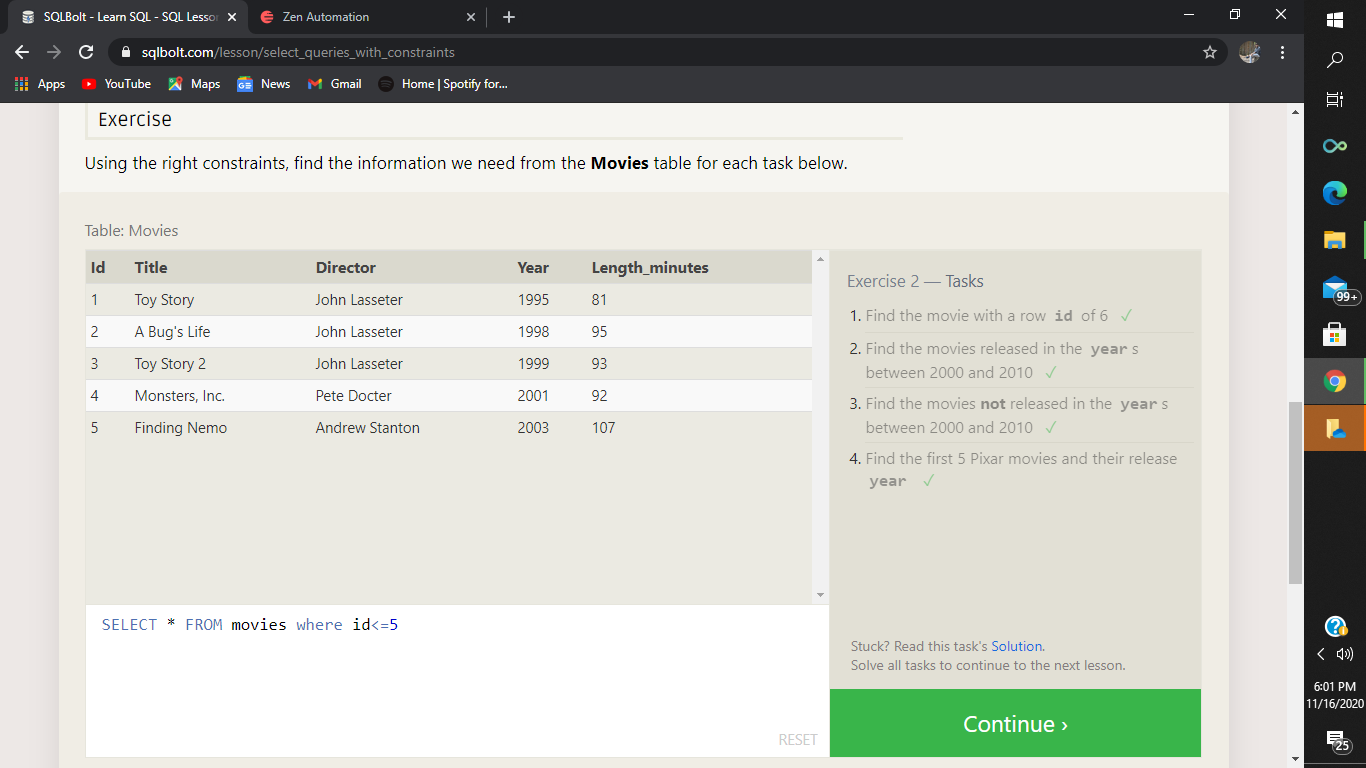 SQLBolt - Learn SQL - SQL Lesson
Zen Automation
sqlbolt.com/lesson/select_queries_with_constraints
Apps YouTube Maps News Gmail Home | Spotify for...
Exercise
Using the right constraints, find the information we need from the Movies table for each task below.
Table: Movies
Id Title Director Year Length_minutes
1 Toy Story John Lasseter 1995 81
2 A Bug's Life John Lasseter 1998 95
3 Toy Story 2 John Lasseter 1999 93
4 Monsters, Inc. Pete Docter 2001 92
5 Finding Nemo Andrew Stanton 2003 107
SELECT * FROM movies where id<=5
RESET
Exercise 2 — Tasks
1. Find the movie with a row id of 6 ✓
2. Find the movies released in the year s
between 2000 and 2010 ✓
3. Find the movies not released in the year s
between 2000 and 2010 ✓
4. Find the first 5 Pixar movies and their release
year ✓
Stuck? Read this task's Solution.
Solve all tasks to continue to the next lesson.
Continue ›
99+
6:01 PM
11/16/2020
25